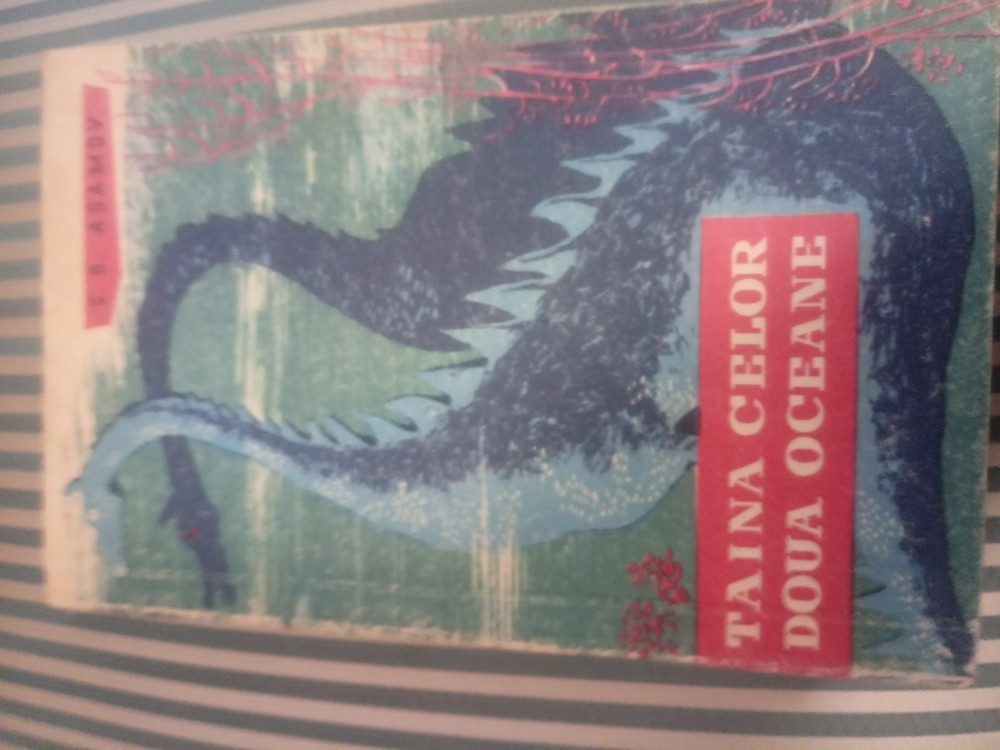 G. B. ADAMOV
TAINA CELOR
DOUA OCEANE